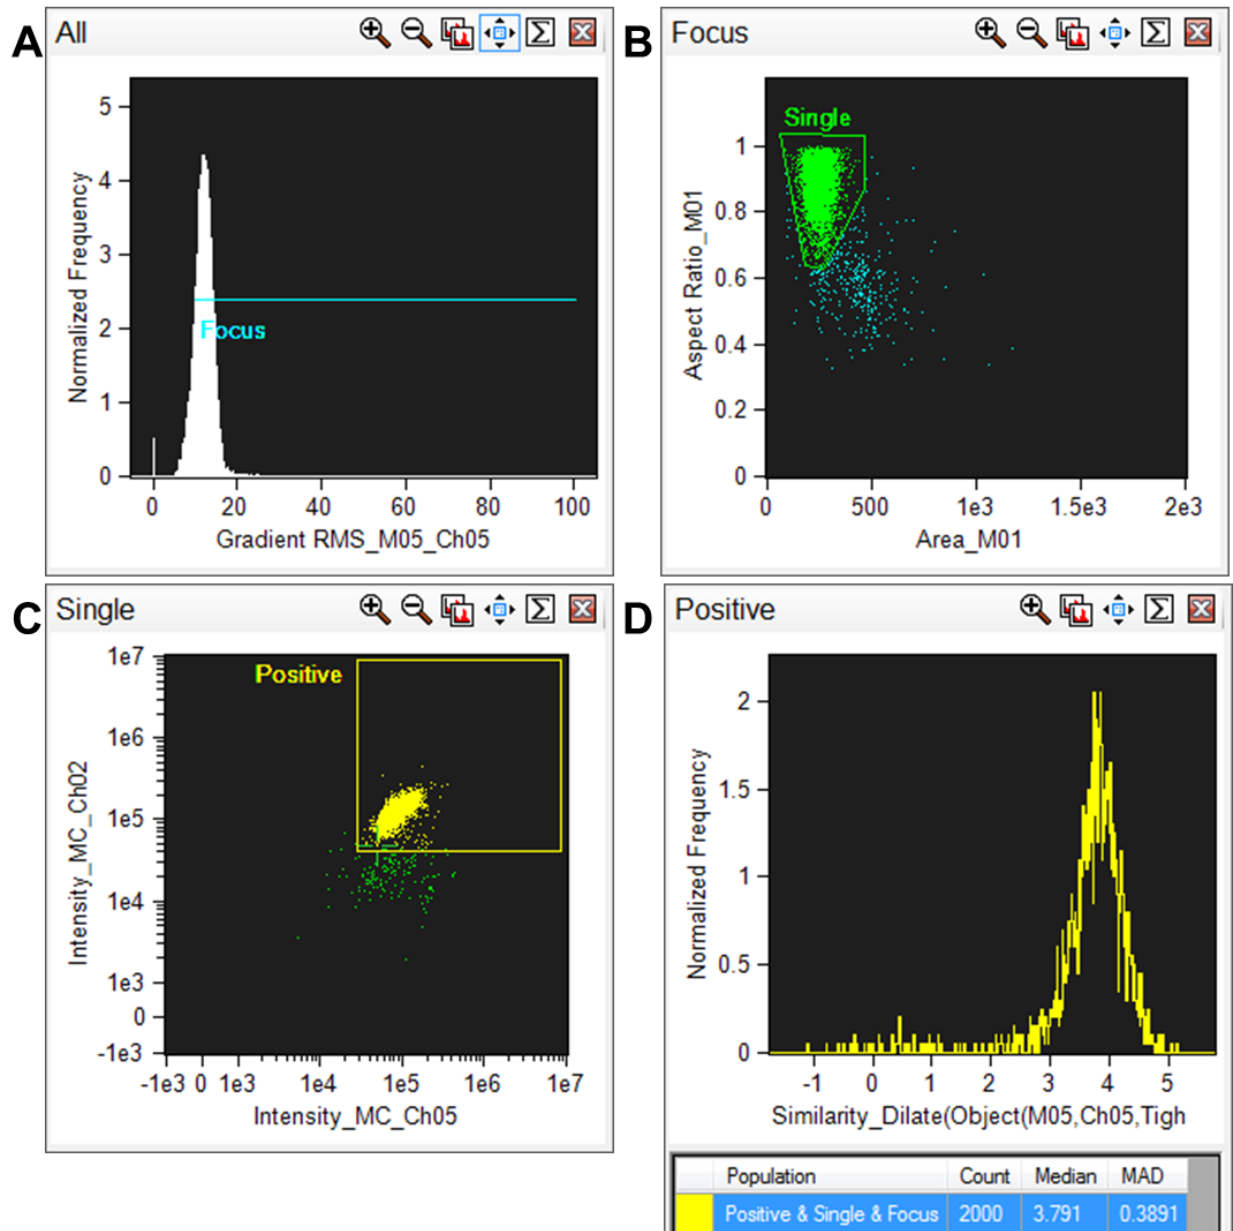 A
All
5
4
3
2
1
0
Normalized Frequency
Focus
0 20 40 60 80 100
Gradient RMS_M05_Ch05
B
Focus
Single
1
0.8
0.6
0.4
0.2
0
Aspect Ratio_M01
0 500 1e3 1.5e3 2e3
Area_M01
C
Single
Positive
1e7
1e6
1e5
1e4
1e3
0
-1e3
Intensity_MC_Ch02
-1e3 0 1e3 1e4 1e5 1e6 1e7
Intensity_MC_Ch05
D
Positive
2
1.5
1
0.5
0
Normalized Frequency
-1 0 1 2 3 4 5
Similarity_Dilate(Object(M05,Ch05,Tigh
Population Count Median MAD
Positive & Single & Focus 2000 3.791 0.3891